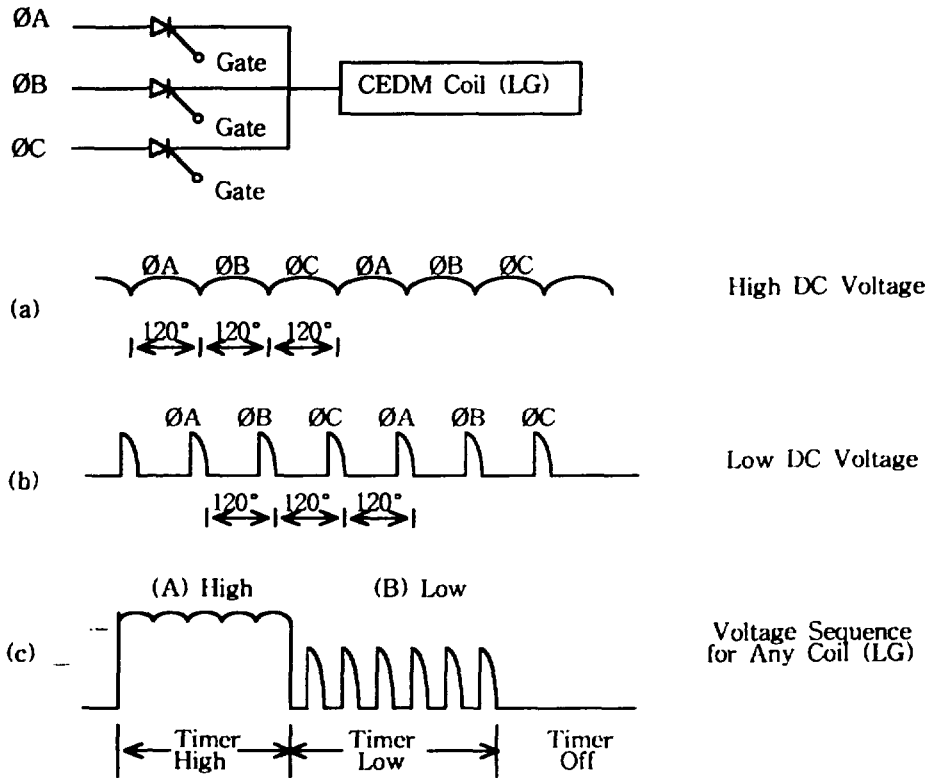 ØA
Gate
ØB
CEDM Coil (LG)
Gate
ØC
Gate
ØA ØB ØC ØA ØB ØC
High DC Voltage
(a)
120° 120° 120°
ØA ØB ØC ØA ØB ØC
Low DC Voltage
(b)
120° 120° 120°
(A) High (B) Low
Voltage Sequence
for Any Coil (LG)
(c)
Timer Timer Timer
High Low Off